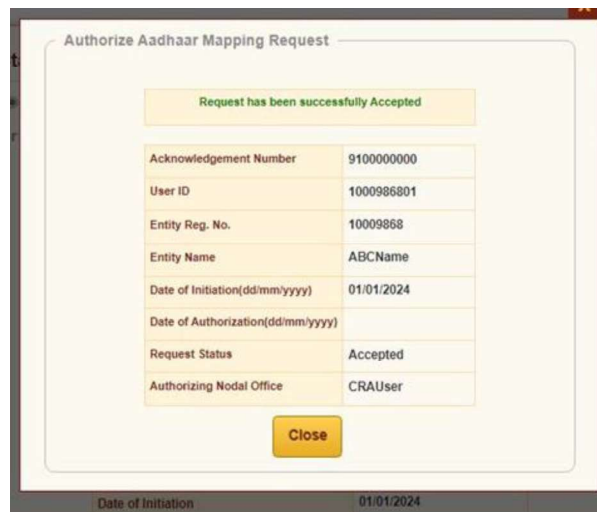 Authorize Aadhaar Mapping Request
Request has been successfully Accepted
Acknowledgement Number 9100000000
User ID 1000986801
Entity Reg. No. 10009868
Entity Name ABCName
Date of Initiation(dd/mm/yyyy) 01/01/2024
Date of Authorization(dd/mm/yyyy)
Request Status Accepted
Authorizing Nodal Office CRAUser
Close
Date of Initiation 01/01/2024